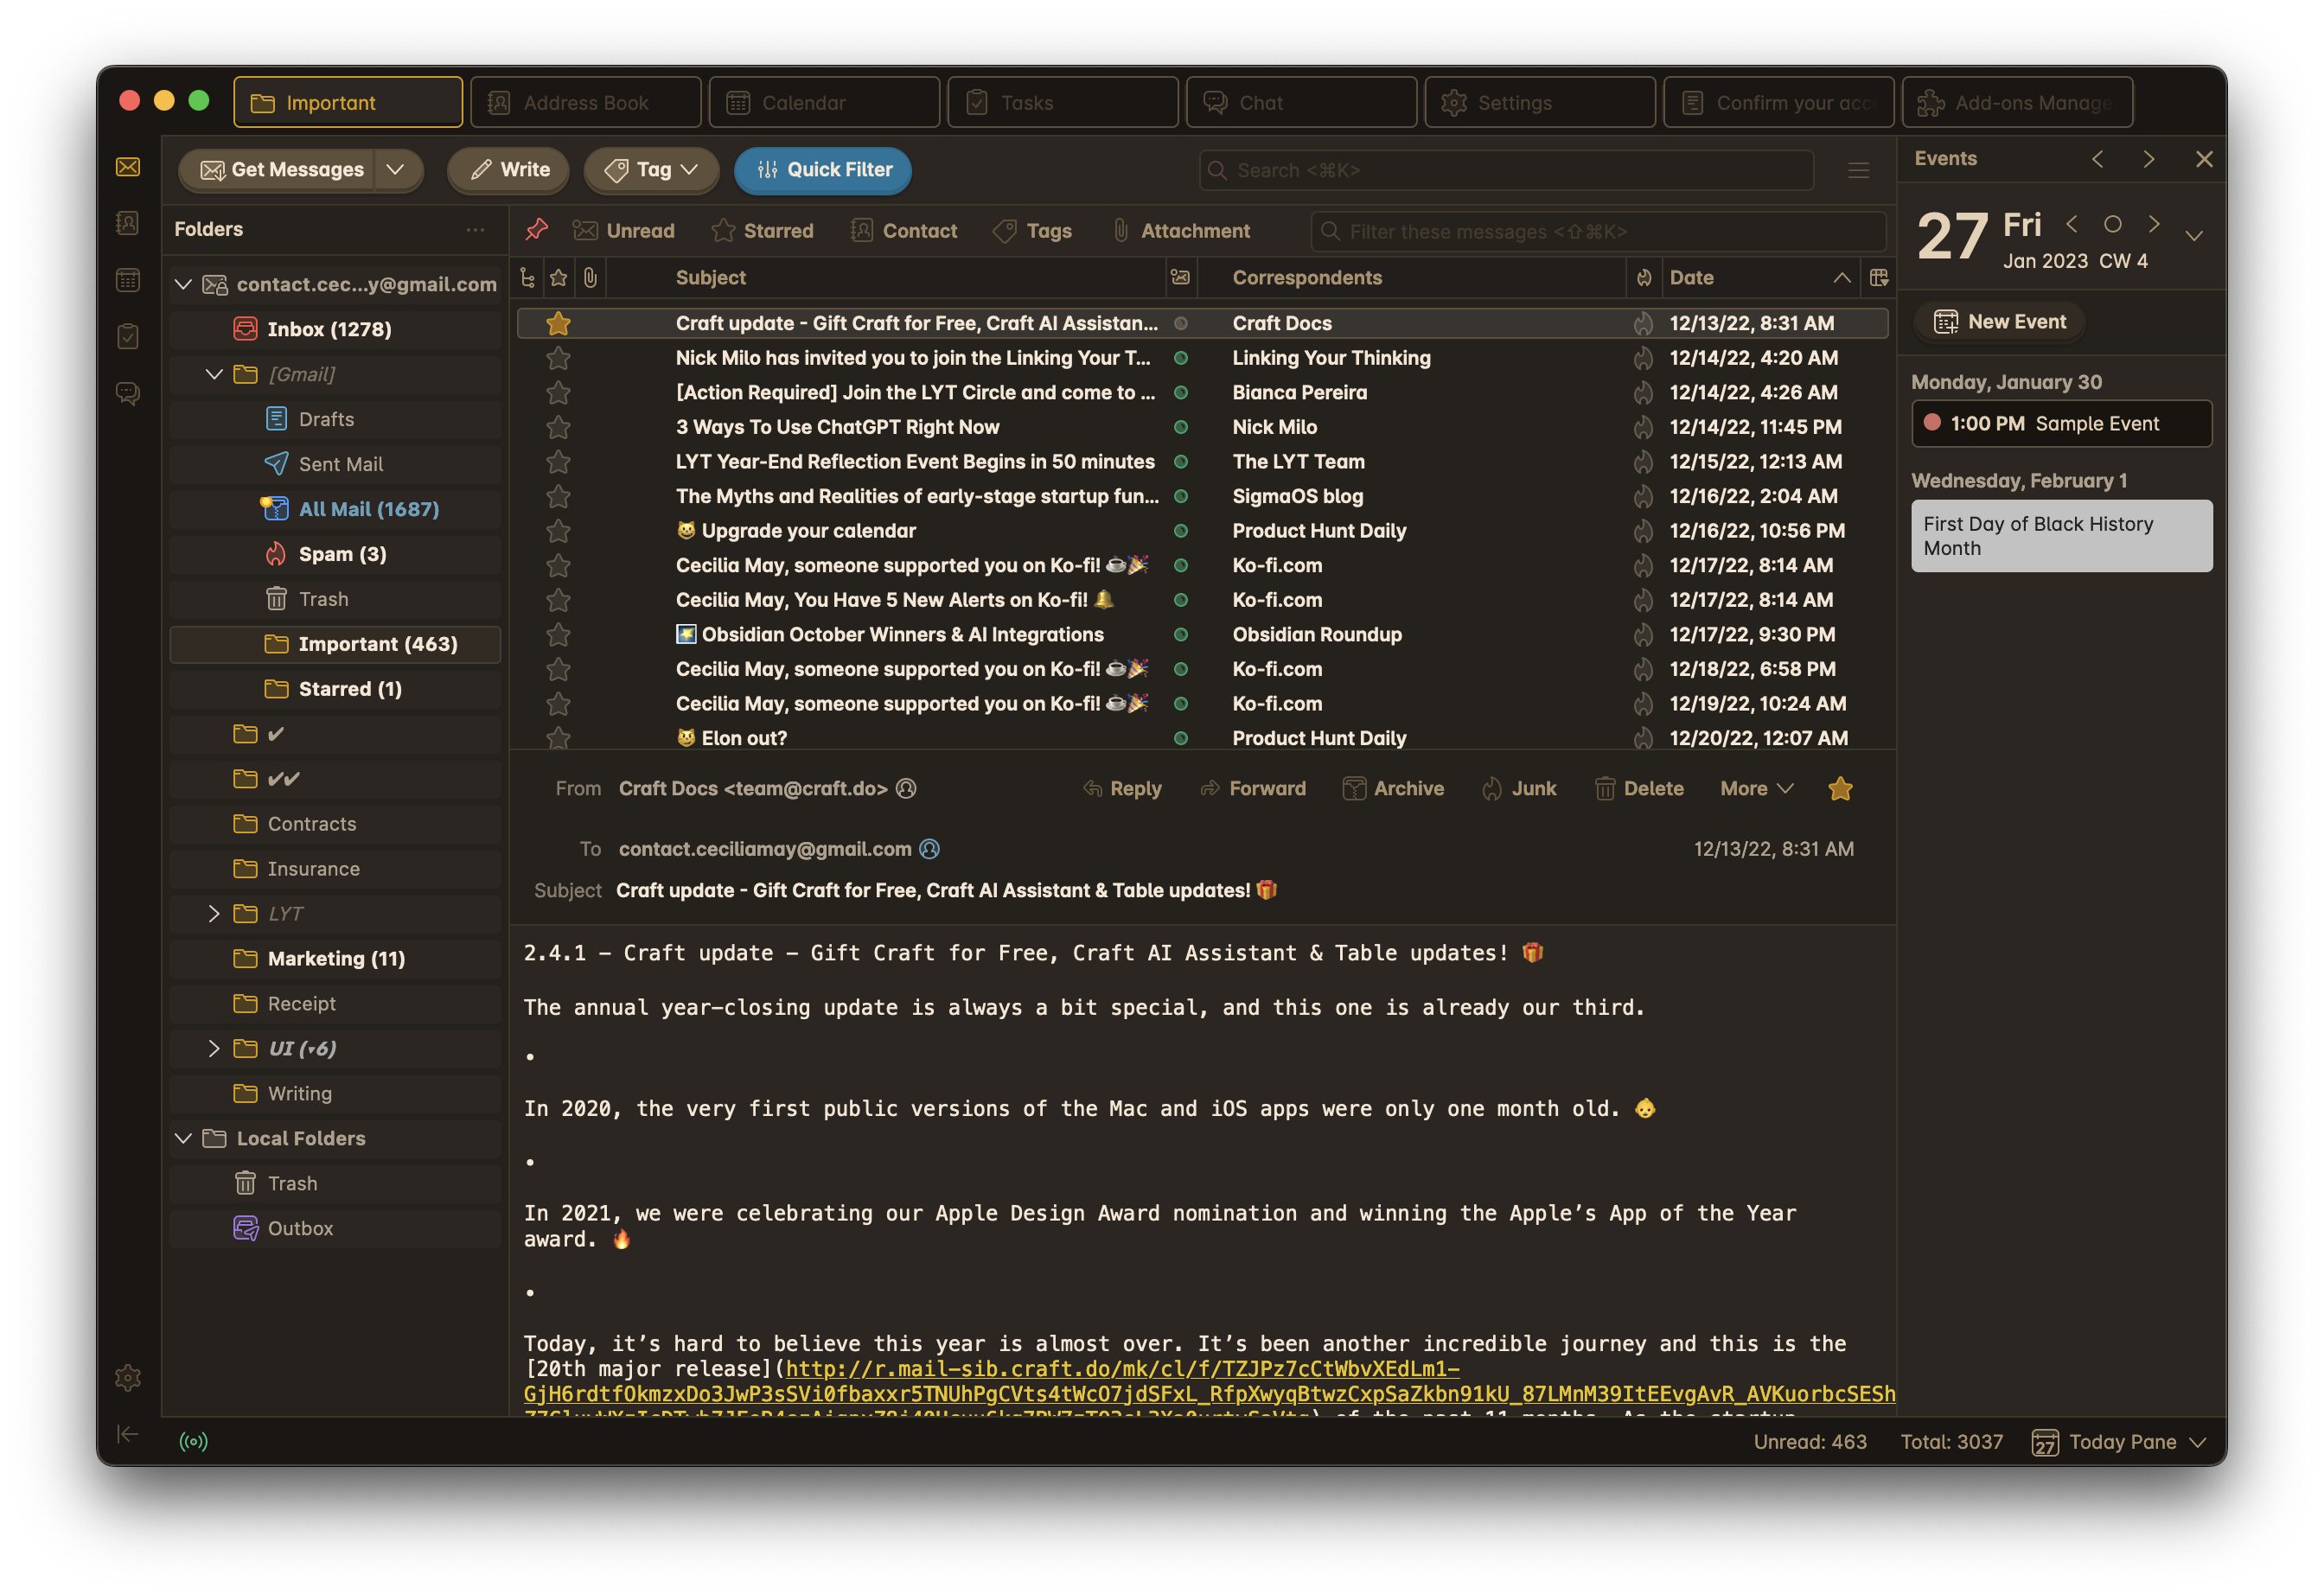 Important
Address Book
Calendar
Tasks
Chat
Settings
Confirm your acc
Add-ons Manage
Get Messages
Write
Tag
Quick Filter
Search <⌘K>
Folders
contact.cec...y@gmail.com
Inbox (1278)
[Gmail]
Drafts
Sent Mail
All Mail (1687)
Spam (3)
Trash
Important (463)
Starred (1)
✔
✔✔
Contracts
Insurance
LYT
Marketing (11)
Receipt
UI (▾6)
Writing
Local Folders
Trash
Outbox
Unread
Starred
Contact
Tags
Attachment
Filter these messages <⇧⌘K>
Subject Correspondents Date
Craft update - Gift Craft for Free, Craft AI Assistan... Craft Docs 12/13/22, 8:31 AM
Nick Milo has invited you to join the Linking Your T... Linking Your Thinking 12/14/22, 4:20 AM
[Action Required] Join the LYT Circle and come to ... Bianca Pereira 12/14/22, 4:26 AM
3 Ways To Use ChatGPT Right Now Nick Milo 12/14/22, 11:45 PM
LYT Year-End Reflection Event Begins in 50 minutes The LYT Team 12/15/22, 12:13 AM
The Myths and Realities of early-stage startup fun... SigmaOS blog 12/16/22, 2:04 AM
😸 Upgrade your calendar Product Hunt Daily 12/16/22, 10:56 PM
Cecilia May, someone supported you on Ko-fi! ☕🎉 Ko-fi.com 12/17/22, 8:14 AM
Cecilia May, You Have 5 New Alerts on Ko-fi! 🔔 Ko-fi.com 12/17/22, 8:14 AM
🌠 Obsidian October Winners & AI Integrations Obsidian Roundup 12/17/22, 9:30 PM
Cecilia May, someone supported you on Ko-fi! ☕🎉 Ko-fi.com 12/18/22, 6:58 PM
Cecilia May, someone supported you on Ko-fi! ☕🎉 Ko-fi.com 12/19/22, 10:24 AM
😼 Elon out? Product Hunt Daily 12/20/22, 12:07 AM
From Craft Docs <team@craft.do>
Reply
Forward
Archive
Junk
Delete
More
To contact.ceciliamay@gmail.com 12/13/22, 8:31 AM
Subject Craft update - Gift Craft for Free, Craft AI Assistant & Table updates! 🎁
2.4.1 – Craft update – Gift Craft for Free, Craft AI Assistant & Table updates! 🎁
The annual year–closing update is always a bit special, and this one is already our third.
•
In 2020, the very first public versions of the Mac and iOS apps were only one month old. 👶
•
In 2021, we were celebrating our Apple Design Award nomination and winning the Apple’s App of the Year
award. 🔥
•
Today, it’s hard to believe this year is almost over. It’s been another incredible journey and this is the
[20th major release](http://r.mail-sib.craft.do/mk/cl/f/TZJPz7cCtWbvXEdLm1-
GjH6rdtfOkmzxDo3JwP3sSVi0fbaxxr5TNUhPgCVts4tWcO7jdSFxL_RfpXwyqBtwzCxpSaZkbn91kU_87LMnM39ItEEvgAvR_AVKuorbcSESh
of the past 11 months. As the startup
Events
27
Fri
Jan 2023 CW 4
New Event
Monday, January 30
1:00 PM Sample Event
Wednesday, February 1
First Day of Black History
Month
Unread: 463
Total: 3037
27
Today Pane